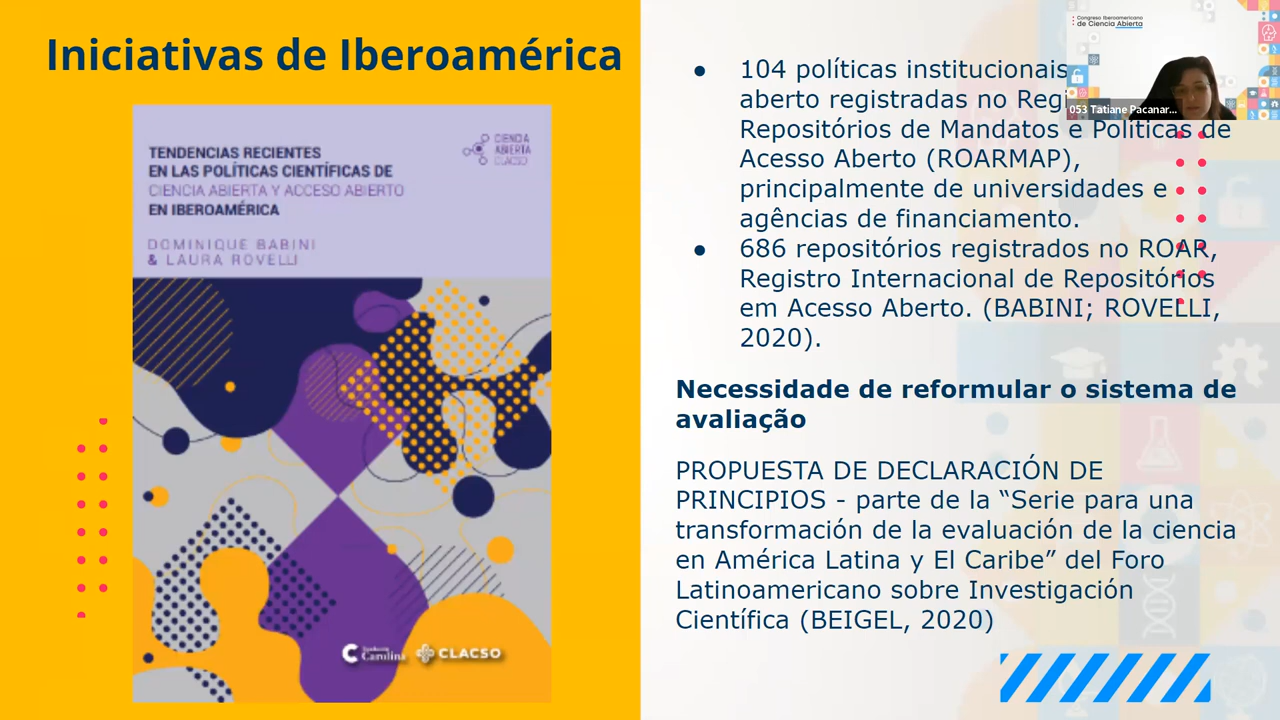 Iniciativas de Iberoamérica
TENDENCIAS RECIENTES
EN LAS POLÍTICAS CIENTÍFICAS DE
CIENCIA ABIERTA Y ACCESO ABIERTO
EN IBEROAMÉRICA
DOMINIQUE BABINI
& LAURA ROVELLI
CIENCIA
ABIERTA
CLACSO
Fundación
Carolina
CLACSO
● 104 políticas institucionais
aberto registradas no Regi
Repositórios de Mandatos e Políticas de
Acesso Aberto (ROARMAP),
principalmente de universidades e
agências de financiamento.
● 686 repositórios registrados no ROAR,
Registro Internacional de Repositórios
em Acesso Aberto. (BABINI; ROVELLI,
2020).
Necessidade de reformular o sistema de
avaliação
PROPUESTA DE DECLARACIÓN DE
PRINCIPIOS - parte de la “Serie para una
transformación de la evaluación de la ciencia
en América Latina y El Caribe” del Foro
Latinoamericano sobre Investigación
Científica (BEIGEL, 2020)
Congreso Iberoamericano
de Ciencia Abierta
053 Tatiane Pacanar...